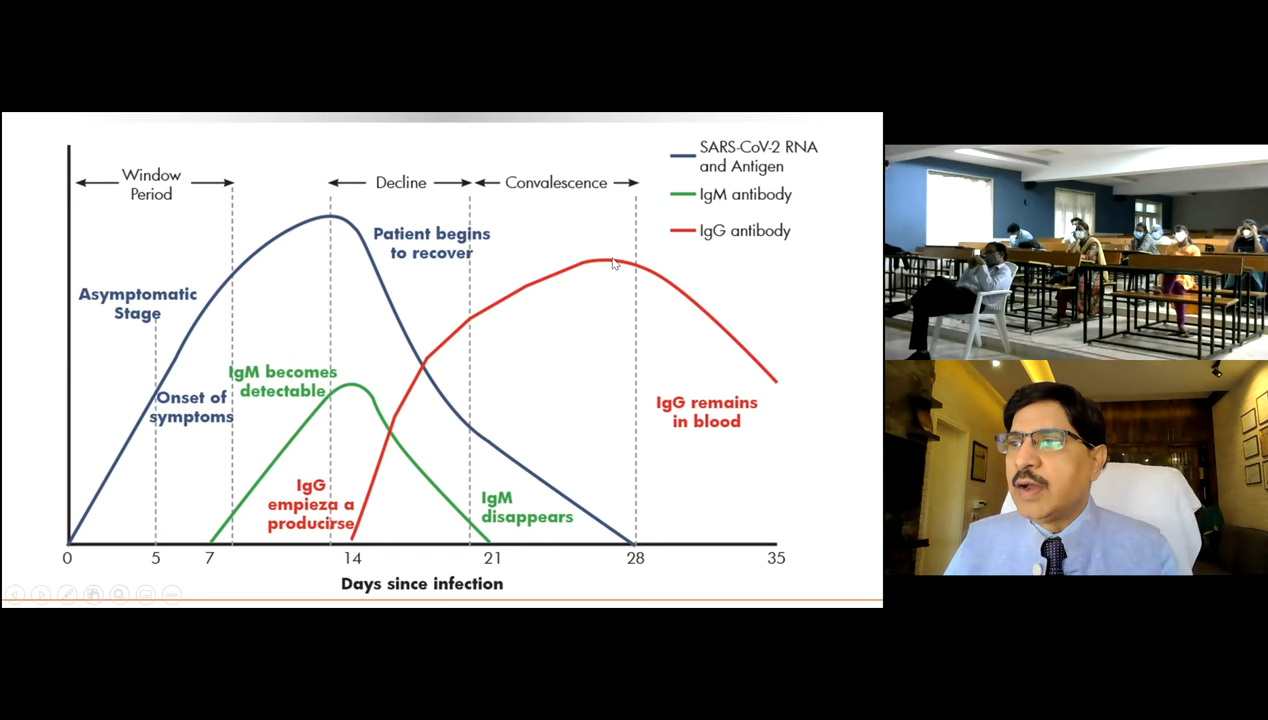 Window
Period
Decline
Convalescence
SARS-CoV-2 RNA
and Antigen
IgM antibody
IgG antibody
Patient begins
to recover
Asymptomatic
Stage
IgM becomes
detectable
Onset of
symptoms
IgG remains
in blood
IgG
empieza a
producirse
IgM
disappears
0
5
7
14
21
28
35
Days since infection